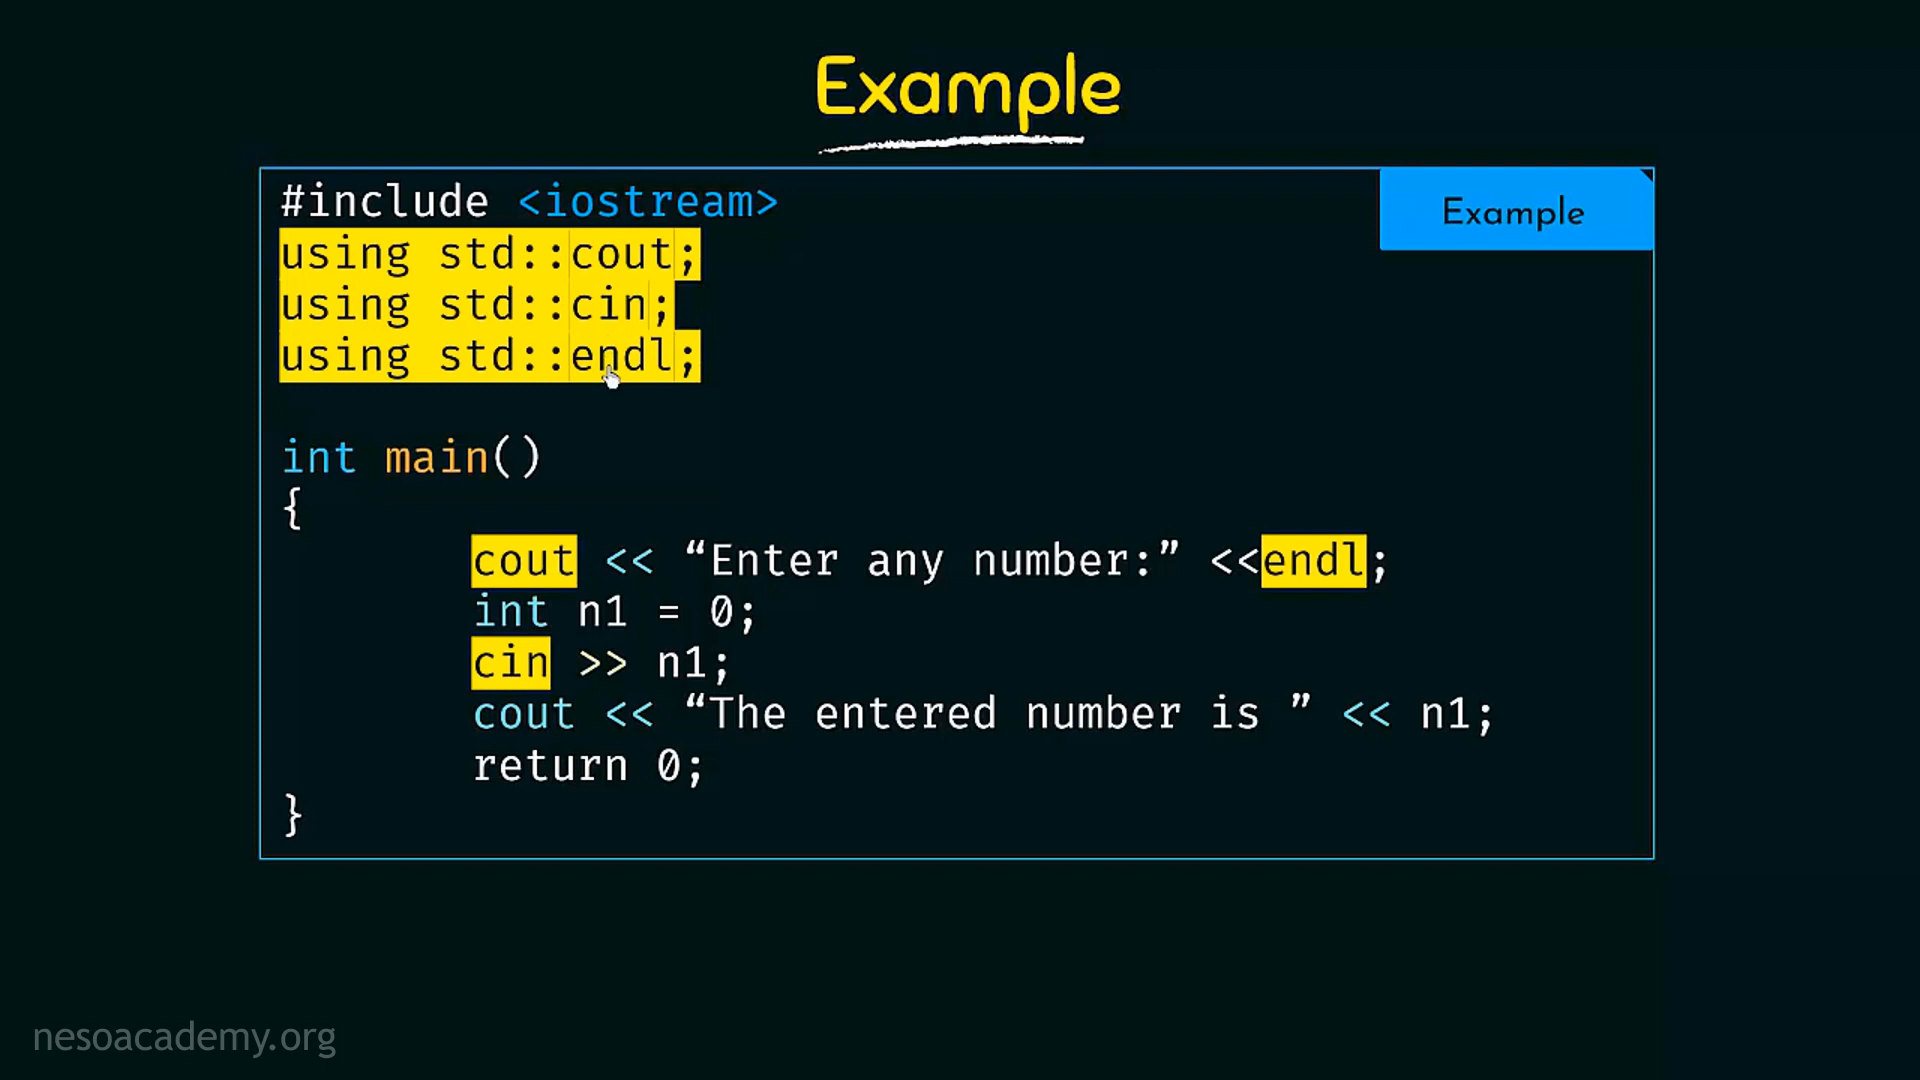 Example
Example
#include <iostream>
using std::cout;
using std::cin;
using std::endl;
int main()
{
cout << “Enter any number:” <<endl;
int n1 = 0;
cin >> n1;
cout << “The entered number is ” << n1;
return 0;
}
nesoacademy.org